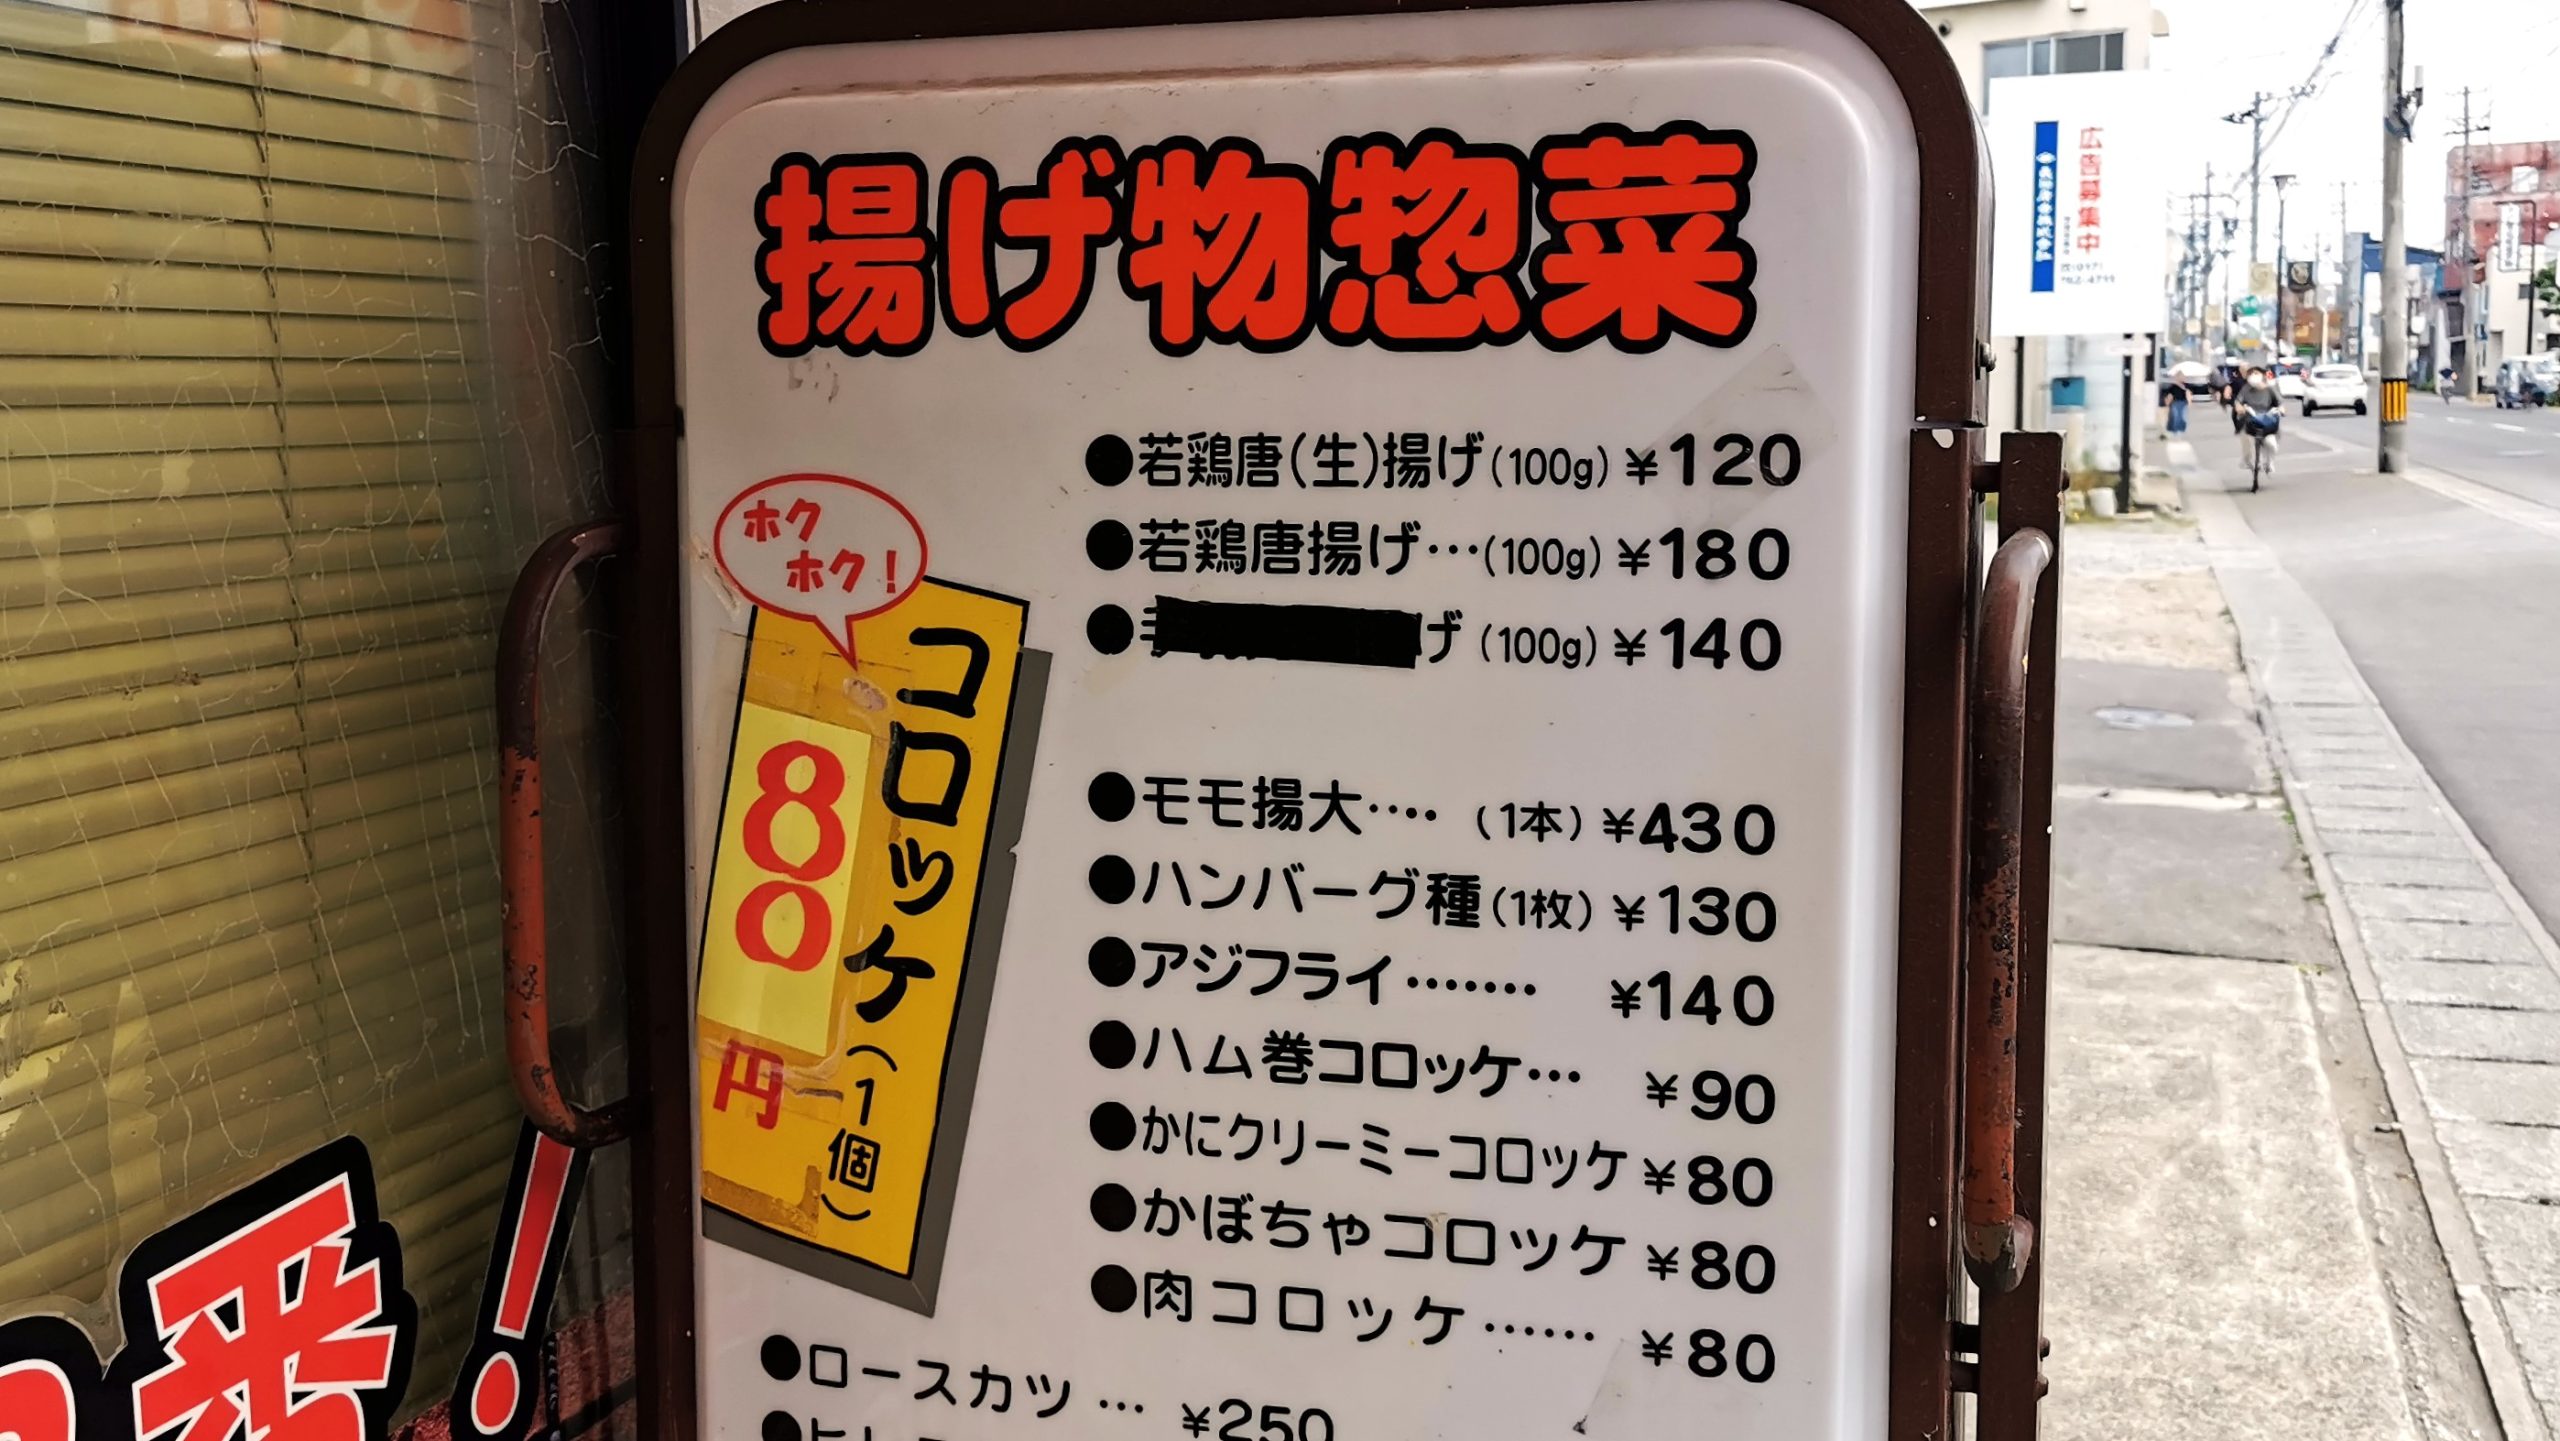 揚げ物惣菜
●若鶏唐(生)揚げ(100g) ¥120
●若鶏唐揚げ…(100g) ¥180
げ (100g) ¥140
ホク
ホク!
コロッケ(1個)
80
円
●モモ揚大…‥ (1本) ¥430
●ハンバーグ種(1枚) ¥130
●アジフライ……‥ ¥140
●ハム巻コロッケ… ¥90
●かにクリーミーコロッケ ¥80
●かぼちゃコロッケ ¥80
●肉コロッケ…… ¥80
●ロースカツ… ¥250
広告募集中
番!